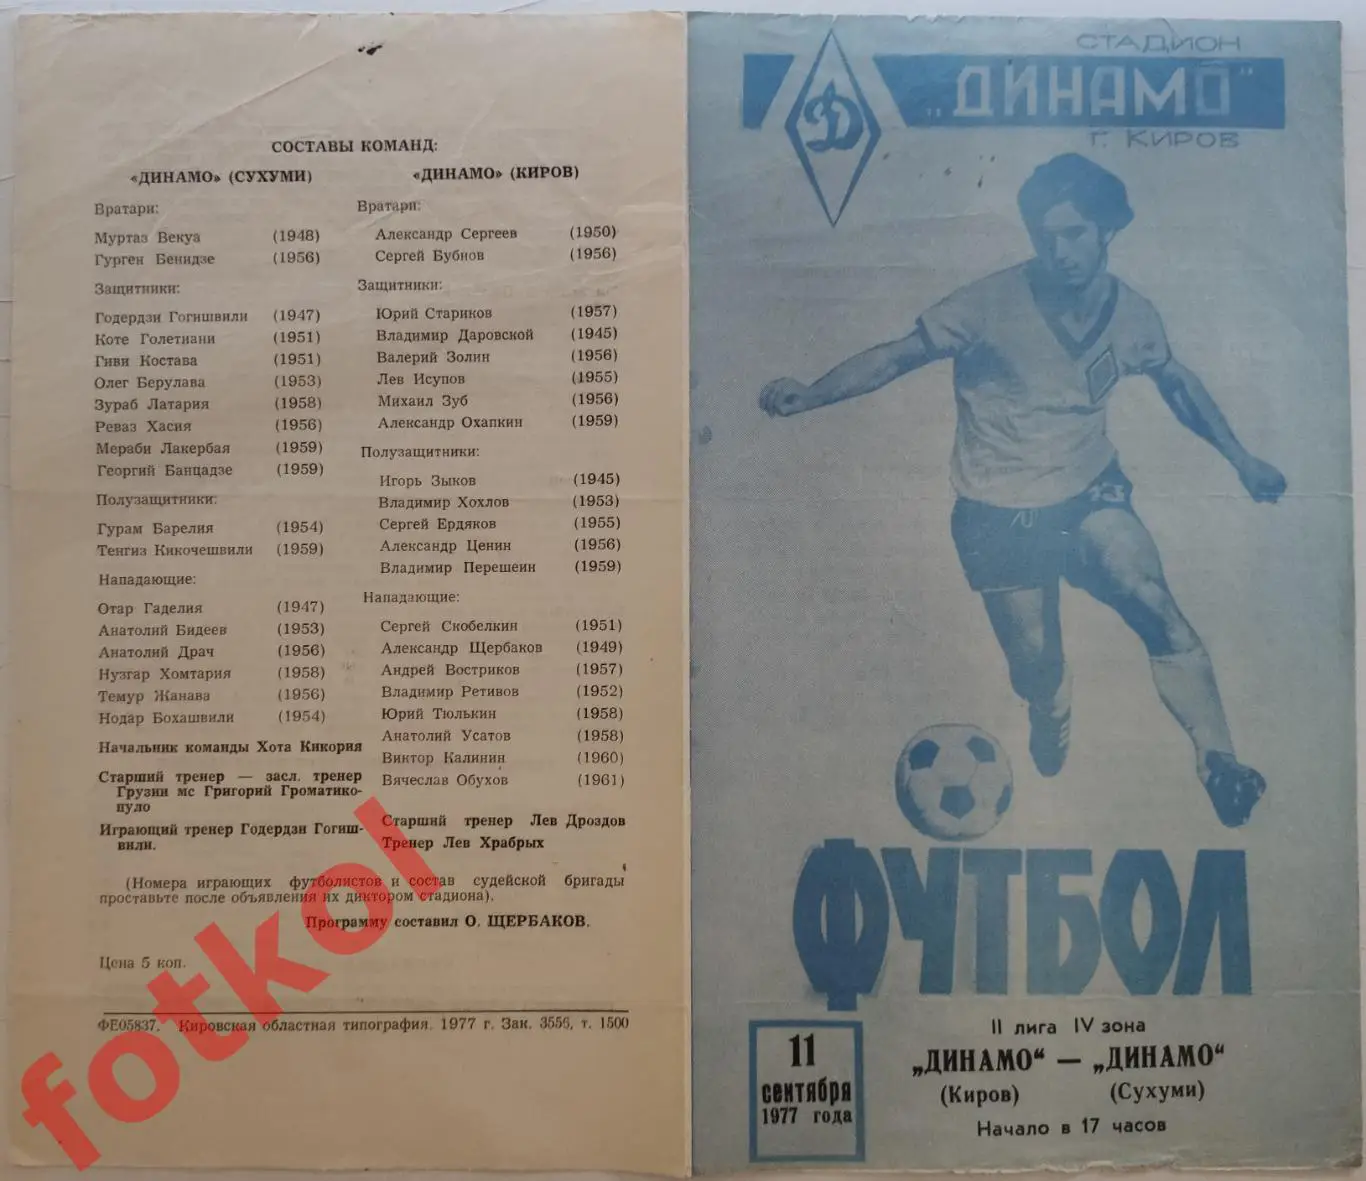 СОСТАВЫ КОМАНД:
«ДИНАМО» (СУХУМИ)
Вратари:
Муртаз Векуа (1948)
Гурген Бенидзе (1956)
Защитники:
Годердзи Гогишвили (1947)
Коте Голетиани (1951)
Гиви Костава (1951)
Олег Берулава (1953)
Зураб Латария (1958)
Реваз Хасия (1956)
Мераби Лакербая (1959)
Георгий Банцадзе (1959)
Полузащитники:
Гурам Барелия (1954)
Тенгиз Кикочешвили (1959)
Нападающие:
Отар Гаделия (1947)
Анатолий Бидеев (1953)
Анатолий Драч (1956)
Нузгар Хомтария (1958)
Темур Жанава (1956)
Нодар Бохашвили (1954)
Начальник команды Хота Кикория
Старший тренер — засл. тренер
Грузии мс Григорий Громатико-
пуло
Играющий тренер Годердзи Гогиш-
вили.
«ДИНАМО» (КИРОВ)
Вратари:
Александр Сергеев (1950)
Сергей Бубнов (1956)
Защитники:
Юрий Стариков (1957)
Владимир Даровской (1945)
Валерий Золин (1956)
Лев Исупов (1955)
Михаил Зуб (1956)
Александр Охапкин (1959)
Полузащитники:
Игорь Зыков (1945)
Владимир Хохлов (1953)
Сергей Ердяков (1955)
Александр Ценин (1956)
Владимир Перешеин (1959)
Нападающие:
Сергей Скобелкин (1951)
Александр Щербаков (1949)
Андрей Востриков (1957)
Владимир Ретивов (1952)
Юрий Тюлькин (1958)
Анатолий Усатов (1958)
Виктор Калинин (1960)
Вячеслав Обухов (1961)
Старший тренер Лев Дроздов
Тренер Лев Храбрых
(Номера играющих футболистов и состав судейской бригады
проставьте после объявления их диктором стадиона).
Программу составил О. ЩЕРБАКОВ.
Цена 5 коп.
ФЕ05837. Кировская областная типография. 1977 г. Зак. 3556, т. 1500
fotkol
СТАДИОН
„ДИНАМО"
Г. КИРОВ
Д
13
ФУТБОЛ
11
сентября
1977 года
II лига IV зона
„ДИНАМО“ — „ДИНАМО“
(Киров) (Сухуми)
Начало в 17 часов